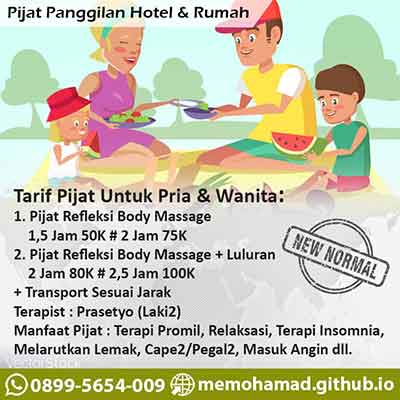 Pijat Panggilan Hotel & Rumah
Tarif Pijat Untuk Pria & Wanita:
1. Pijat Refleksi Body Massage
1,5 Jam 50K # 2 Jam 75K
2. Pijat Refleksi Body Massage + Luluran
2 Jam 80K # 2,5 Jam 100K
+ Transport Sesuai Jarak
Terapist : Prasetyo (Laki2)
Manfaat Pijat : Terapi Promil, Relaksasi, Terapi Insomnia,
Melarutkan Lemak, Cape2/Pegal2, Masuk Angin dll.
NEW NORMAL
VectorStock
0899-5654-009 memohamad.github.io